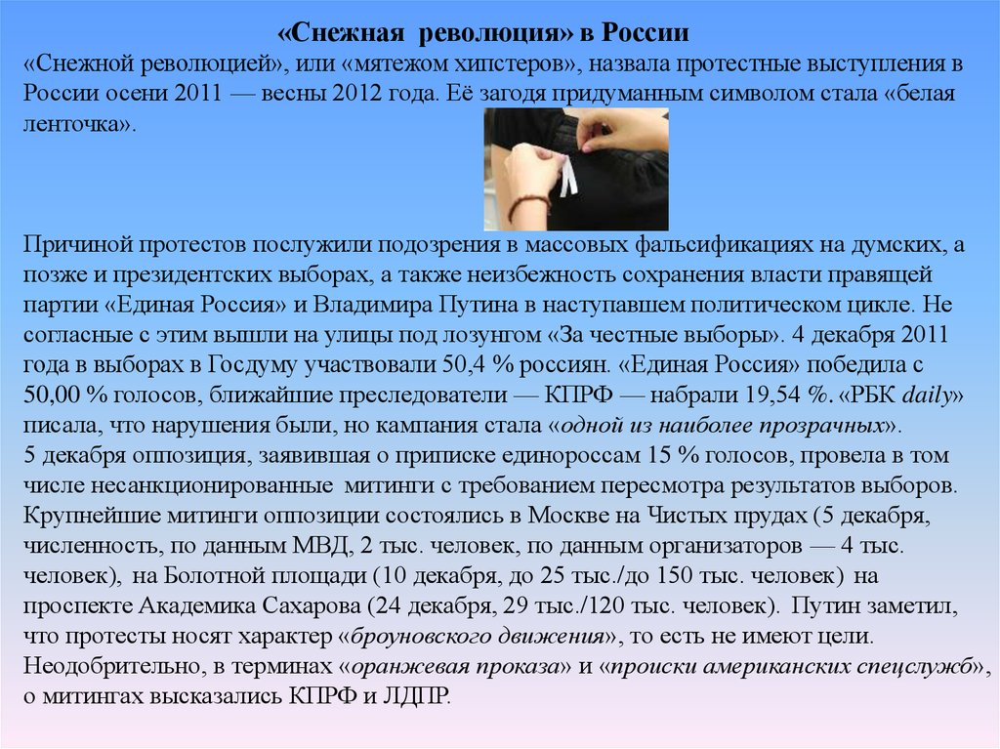 «Снежная революция» в России
«Снежной революцией», или «мятежом хипстеров», назвала протестные выступления в
России осени 2011 — весны 2012 года. Её загодя придуманным символом стала «белая
ленточка».
Причиной протестов послужили подозрения в массовых фальсификациях на думских, а
позже и президентских выборах, а также неизбежность сохранения власти правящей
партии «Единая Россия» и Владимира Путина в наступавшем политическом цикле. Не
согласные с этим вышли на улицы под лозунгом «За честные выборы». 4 декабря 2011
года в выборах в Госдуму участвовали 50,4 % россиян. «Единая Россия» победила с
50,00 % голосов, ближайшие преследователи — КПРФ — набрали 19,54 %. «РБК daily»
писала, что нарушения были, но кампания стала «одной из наиболее прозрачных».
5 декабря оппозиция, заявившая о приписке единороссам 15 % голосов, провела в том
числе несанкционированные митинги с требованием пересмотра результатов выборов.
Крупнейшие митинги оппозиции состоялись в Москве на Чистых прудах (5 декабря,
численность, по данным МВД, 2 тыс. человек, по данным организаторов — 4 тыс.
человек), на Болотной площади (10 декабря, до 25 тыс./до 150 тыс. человек) на
проспекте Академика Сахарова (24 декабря, 29 тыс./120 тыс. человек). Путин заметил,
что протесты носят характер «броуновского движения», то есть не имеют цели.
Неодобрительно, в терминах «оранжевая проказа» и «происки американских спецслужб»,
о митингах высказались КПРФ и ЛДПР.